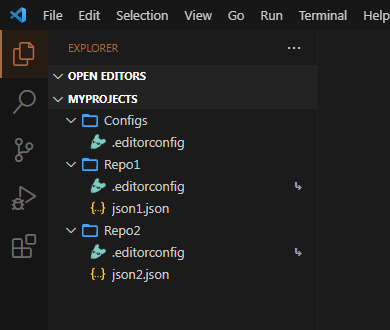 File Edit Selection View Go Run Terminal Help
EXPLORER ...
OPEN EDITORS
MYPROJECTS
Configs
.editorconfig
Repo1
.editorconfig
json1.json
Repo2
.editorconfig
json2.json